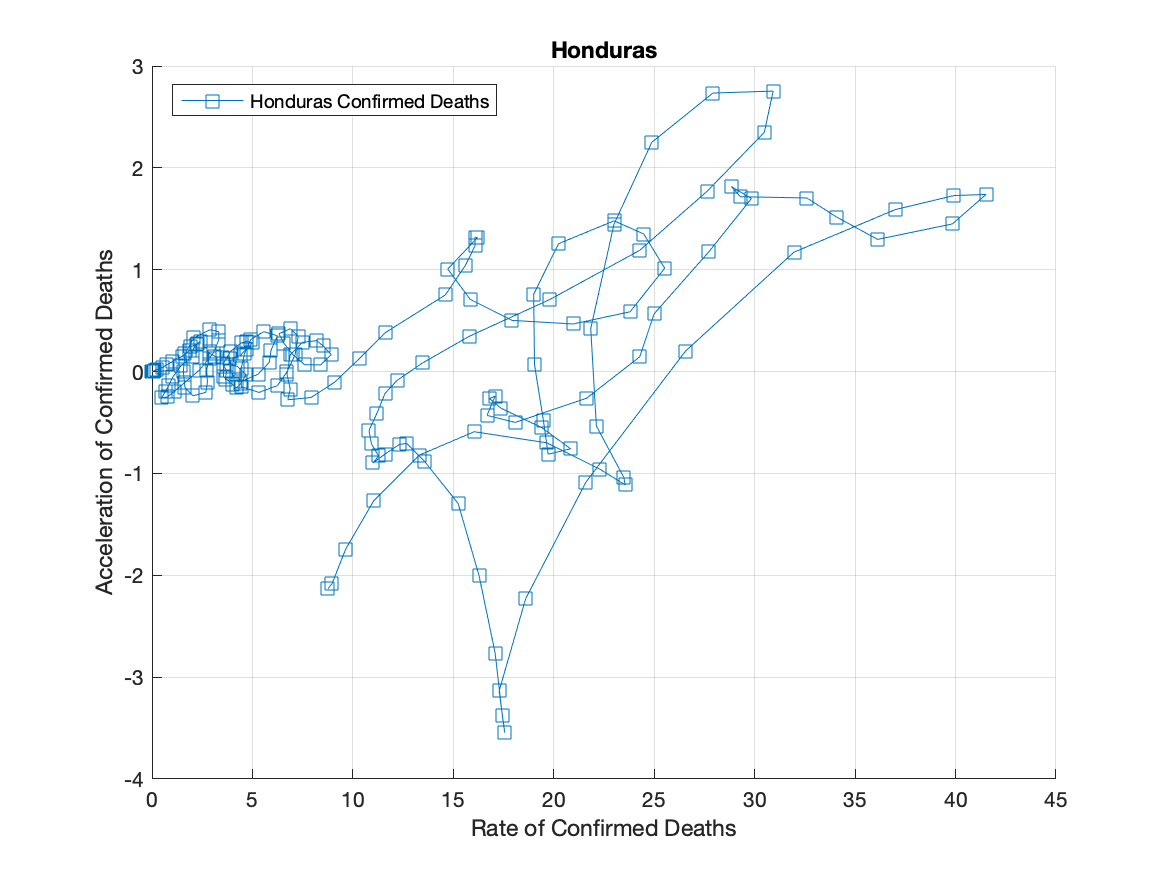 Honduras
Honduras Confirmed Deaths
3
2
1
0
-1
-2
-3
-4
Acceleration of Confirmed Deaths
0 5 10 15 20 25 30 35 40 45
Rate of Confirmed Deaths